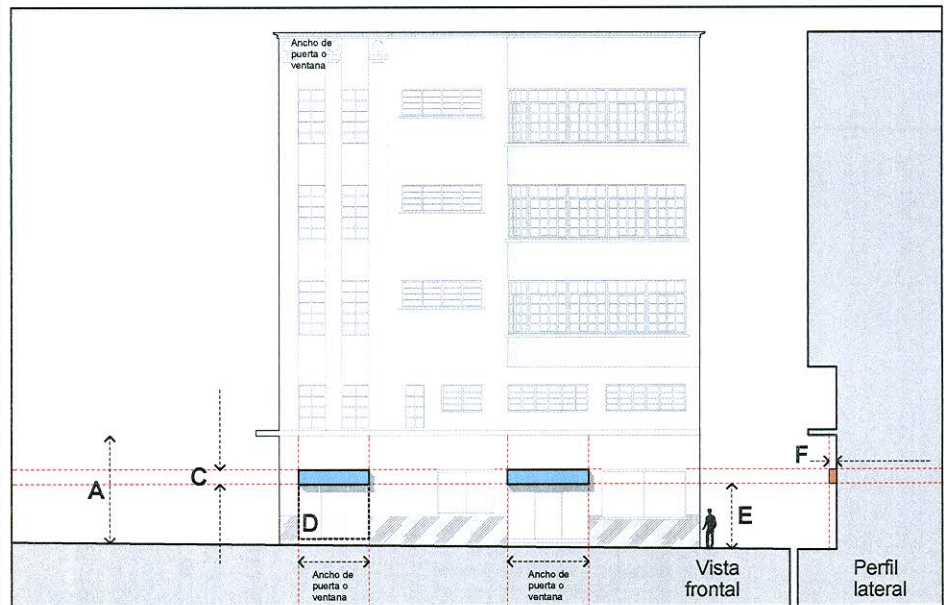 Ancho de
puerta o
ventana
F
C
A
E
D
Vista
frontal
Perfil
lateral
Ancho de
puerta o
ventana
Ancho de
puerta o
ventana